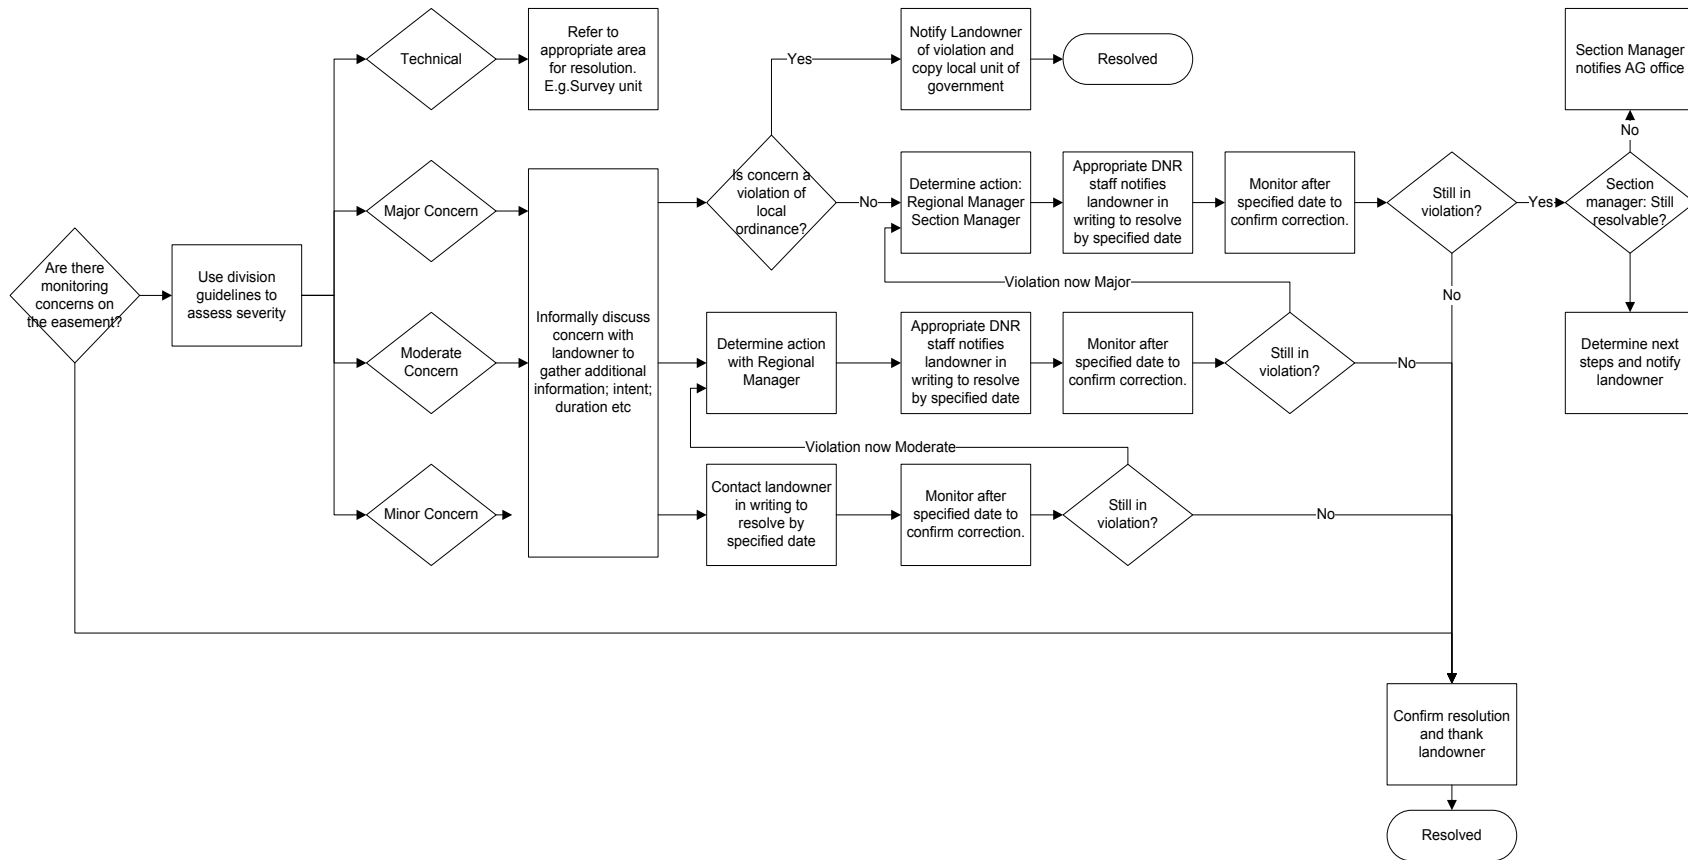 Technical
Refer to
appropriate area
for resolution.
E.g.Survey unit
Yes
Notify Landowner
of violation and
copy local unit of
government
Resolved
Section Manager
notifies AG office
No
Major Concern
Is concern a
violation of
local
ordinance?
No
Determine action:
Regional Manager
Section Manager
Appropriate DNR
staff notifies
landowner in
writing to resolve
by specified date
Monitor after
specified date to
confirm correction.
Still in
violation?
Yes
Section
manager: Still
resolvable?
Are there
monitoring
concerns on
the easement?
Use division
guidelines to
assess severity
Violation now Major
No
Moderate
Concern
Informally discuss
concern with
landowner to
gather additional
information; intent;
duration etc
Determine action
with Regional
Manager
Appropriate DNR
staff notifies
landowner in
writing to resolve
by specified date
Monitor after
specified date to
confirm correction.
Still in
violation?
No
Determine next
steps and notify
landowner
Violation now Moderate
Minor Concern
Contact landowner
in writing to
resolve by
specified date
Monitor after
specified date to
confirm correction.
Still in
violation?
No
Confirm resolution
and thank
landowner
Resolved